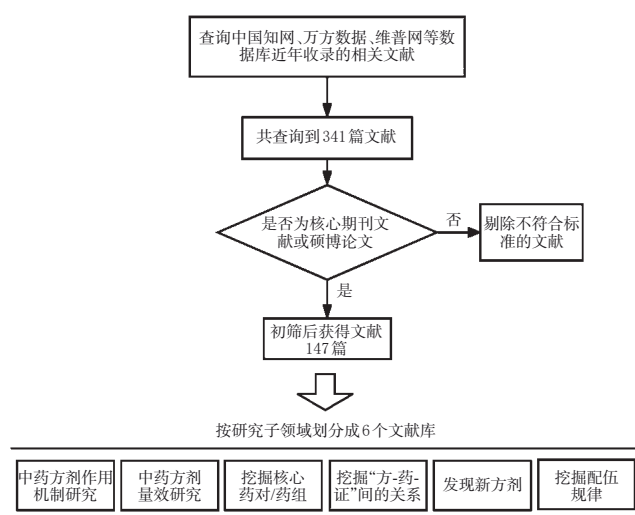 查询中国知网、万方数据、维普网等数
据库近年收录的相关文献
共查询到341篇文献
是否为核心期刊文
献或硕博论文
否
剔除不符合标
准的文献
是
初筛后获得文献
147篇
按研究子领域划分成6个文献库
中药方剂作用
机制研究
中药方剂
量效研究
挖掘核心
药对/药组
挖掘“方-药-
证”间的关系
发现新方剂
挖掘配伍
规律